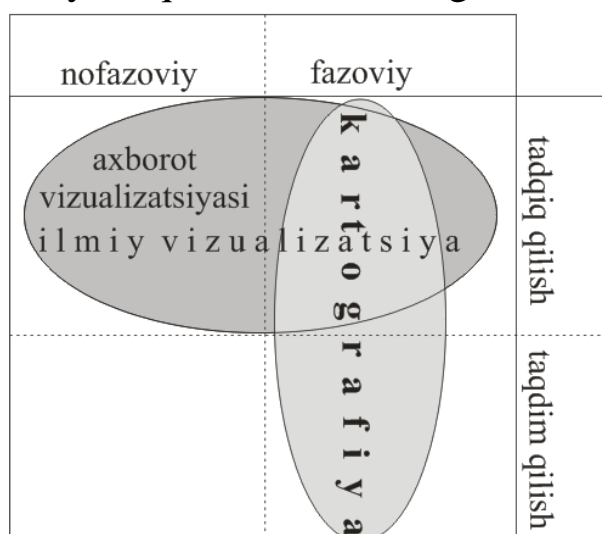 nofazoviy fazoviy
axborot
vizualizatsiyasi
ilmiy vizualizatsiya
kartografiya
tadqiq qilish
taqdim qilish